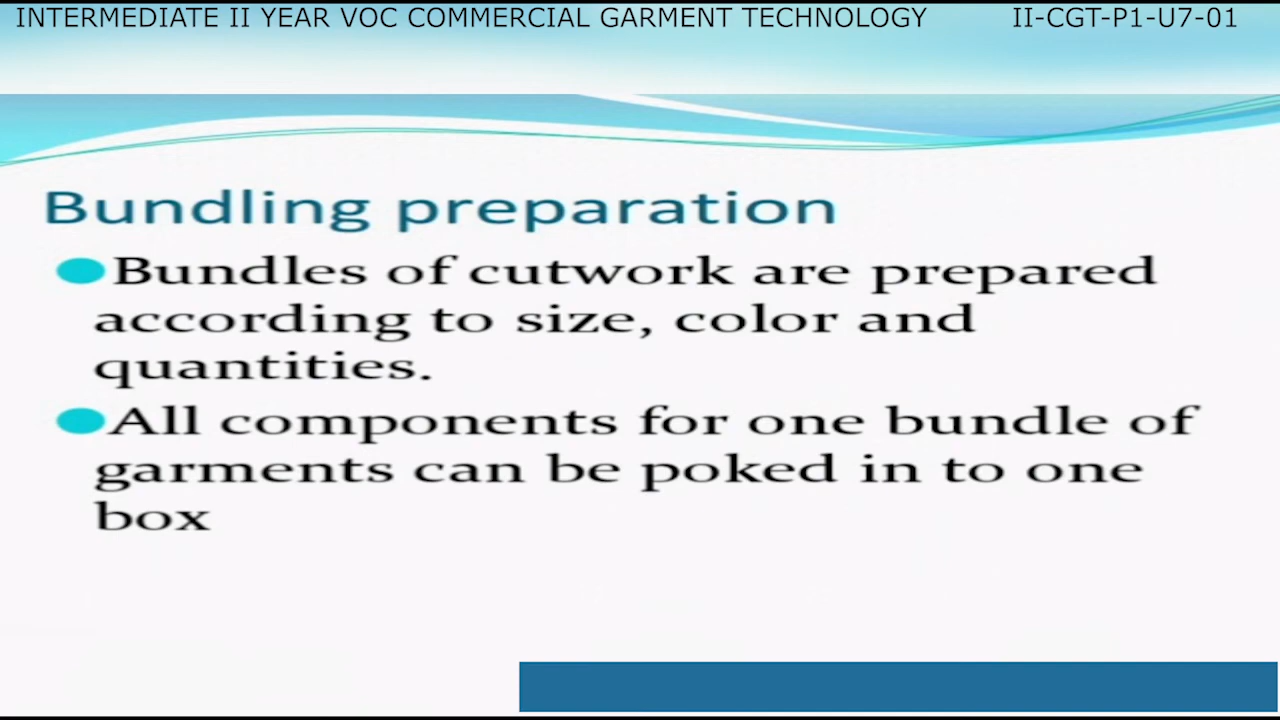 INTERMEDIATE II YEAR VOC COMMERCIAL GARMENT TECHNOLOGY II-CGT-P1-U7-01
Bundling preparation
Bundles of cutwork are prepared
according to size, color and
quantities.
All components for one bundle of
garments can be poked in to one
box